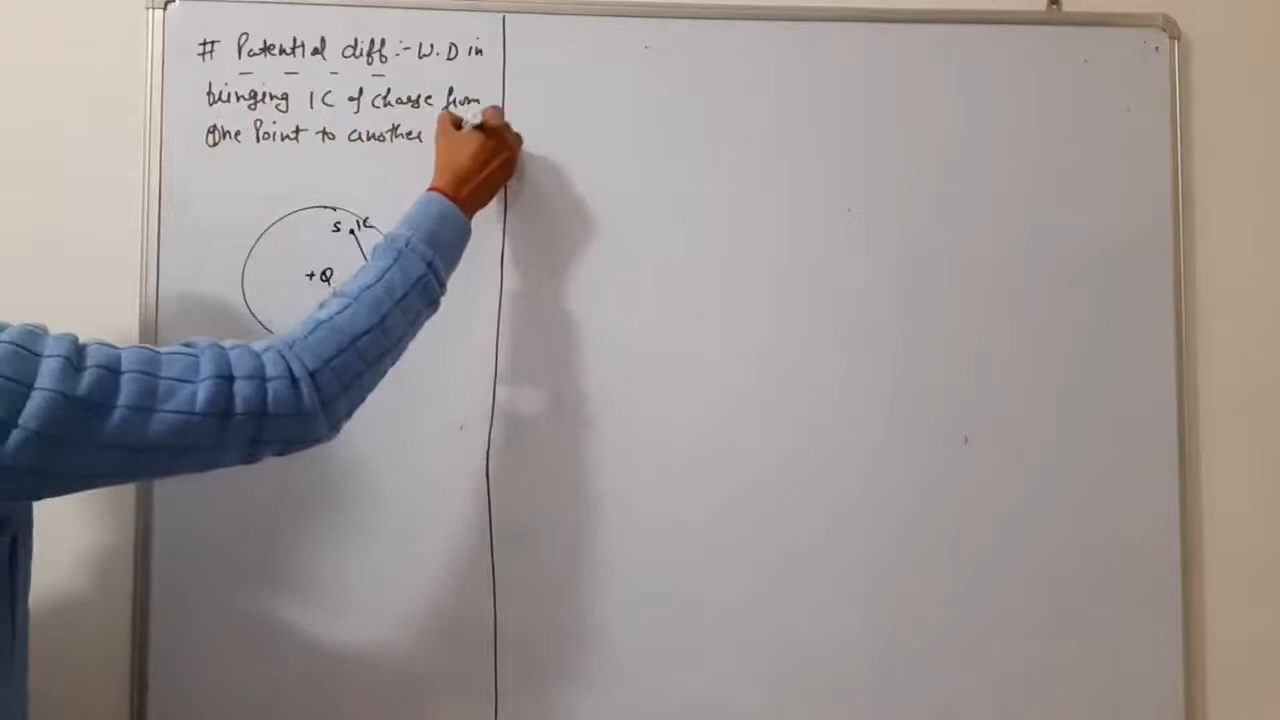 # Potential diff :- W.D in
bringing 1C of charge from
One Point to another
S 1C
+Q